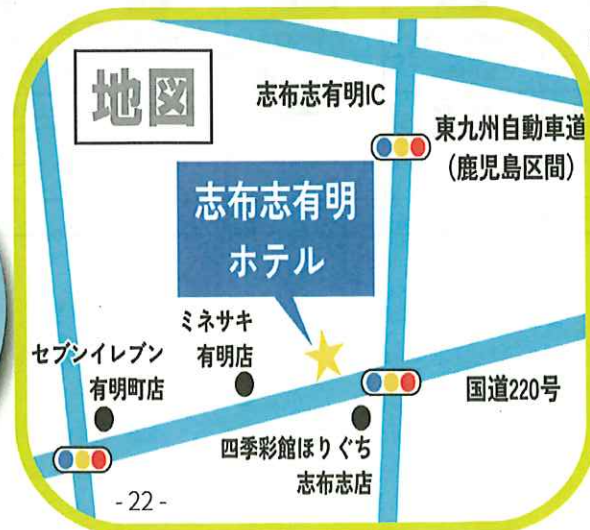 地図
志布志有明IC
東九州自動車道
(鹿児島区間)
志布志有明
ホテル
ミネサキ
有明店
セブンイレブン
有明町店
国道220号
四季彩館ほりぐち
志布志店
- 22 -